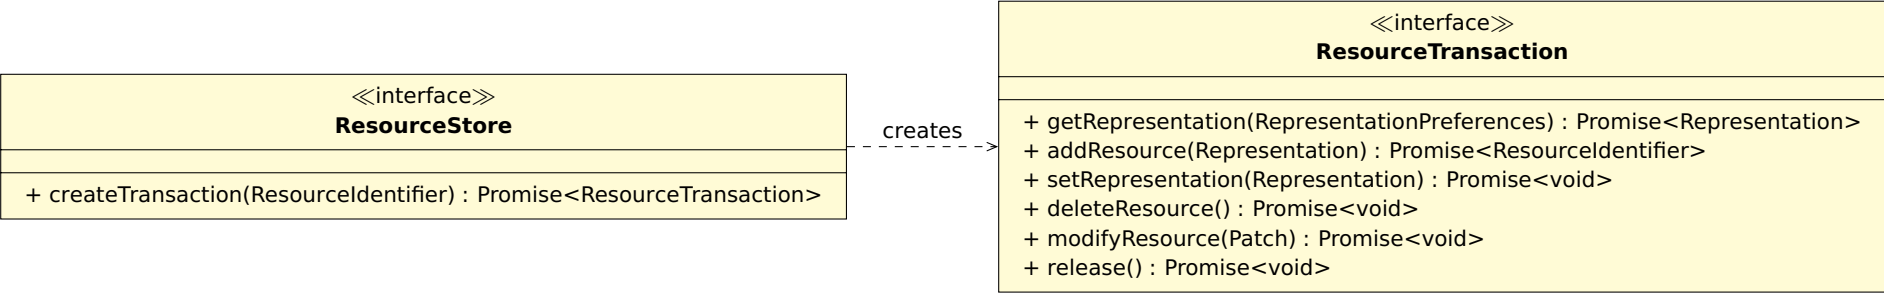 ≪interface≫
ResourceStore
+ createTransaction(ResourceIdentifier) : Promise<ResourceTransaction>
creates
≪interface≫
ResourceTransaction
+ getRepresentation(RepresentationPreferences) : Promise<Representation>
+ addResource(Representation) : Promise<ResourceIdentifier>
+ setRepresentation(Representation) : Promise<void>
+ deleteResource() : Promise<void>
+ modifyResource(Patch) : Promise<void>
+ release() : Promise<void>